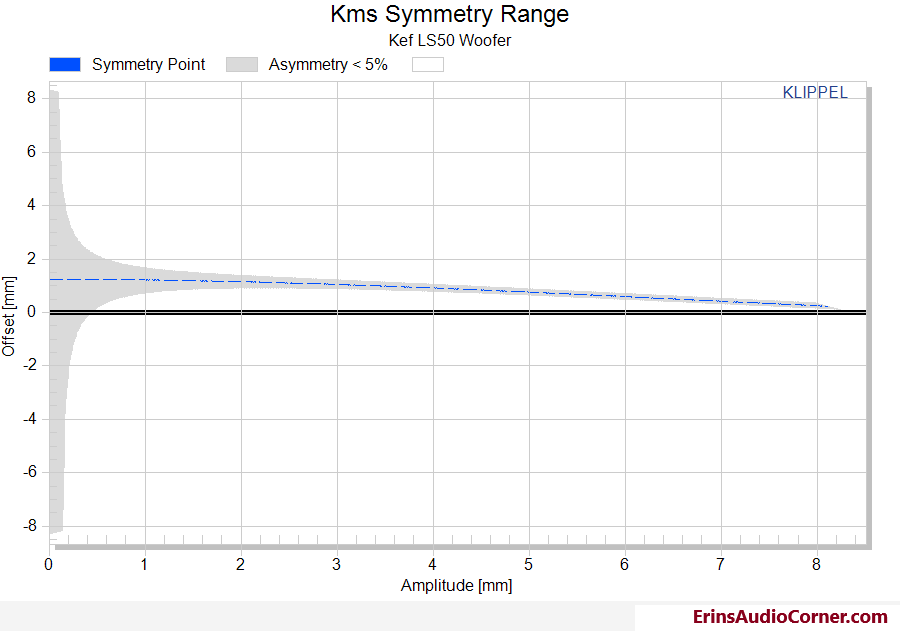 Kms Symmetry Range
Kef LS50 Woofer
Symmetry Point Asymmetry < 5%
KLIPPEL
8
6
4
2
0
-2
-4
-6
-8
Offset [mm]
0 1 2 3 4 5 6 7 8
Amplitude [mm]
ErinsAudioCorner.com